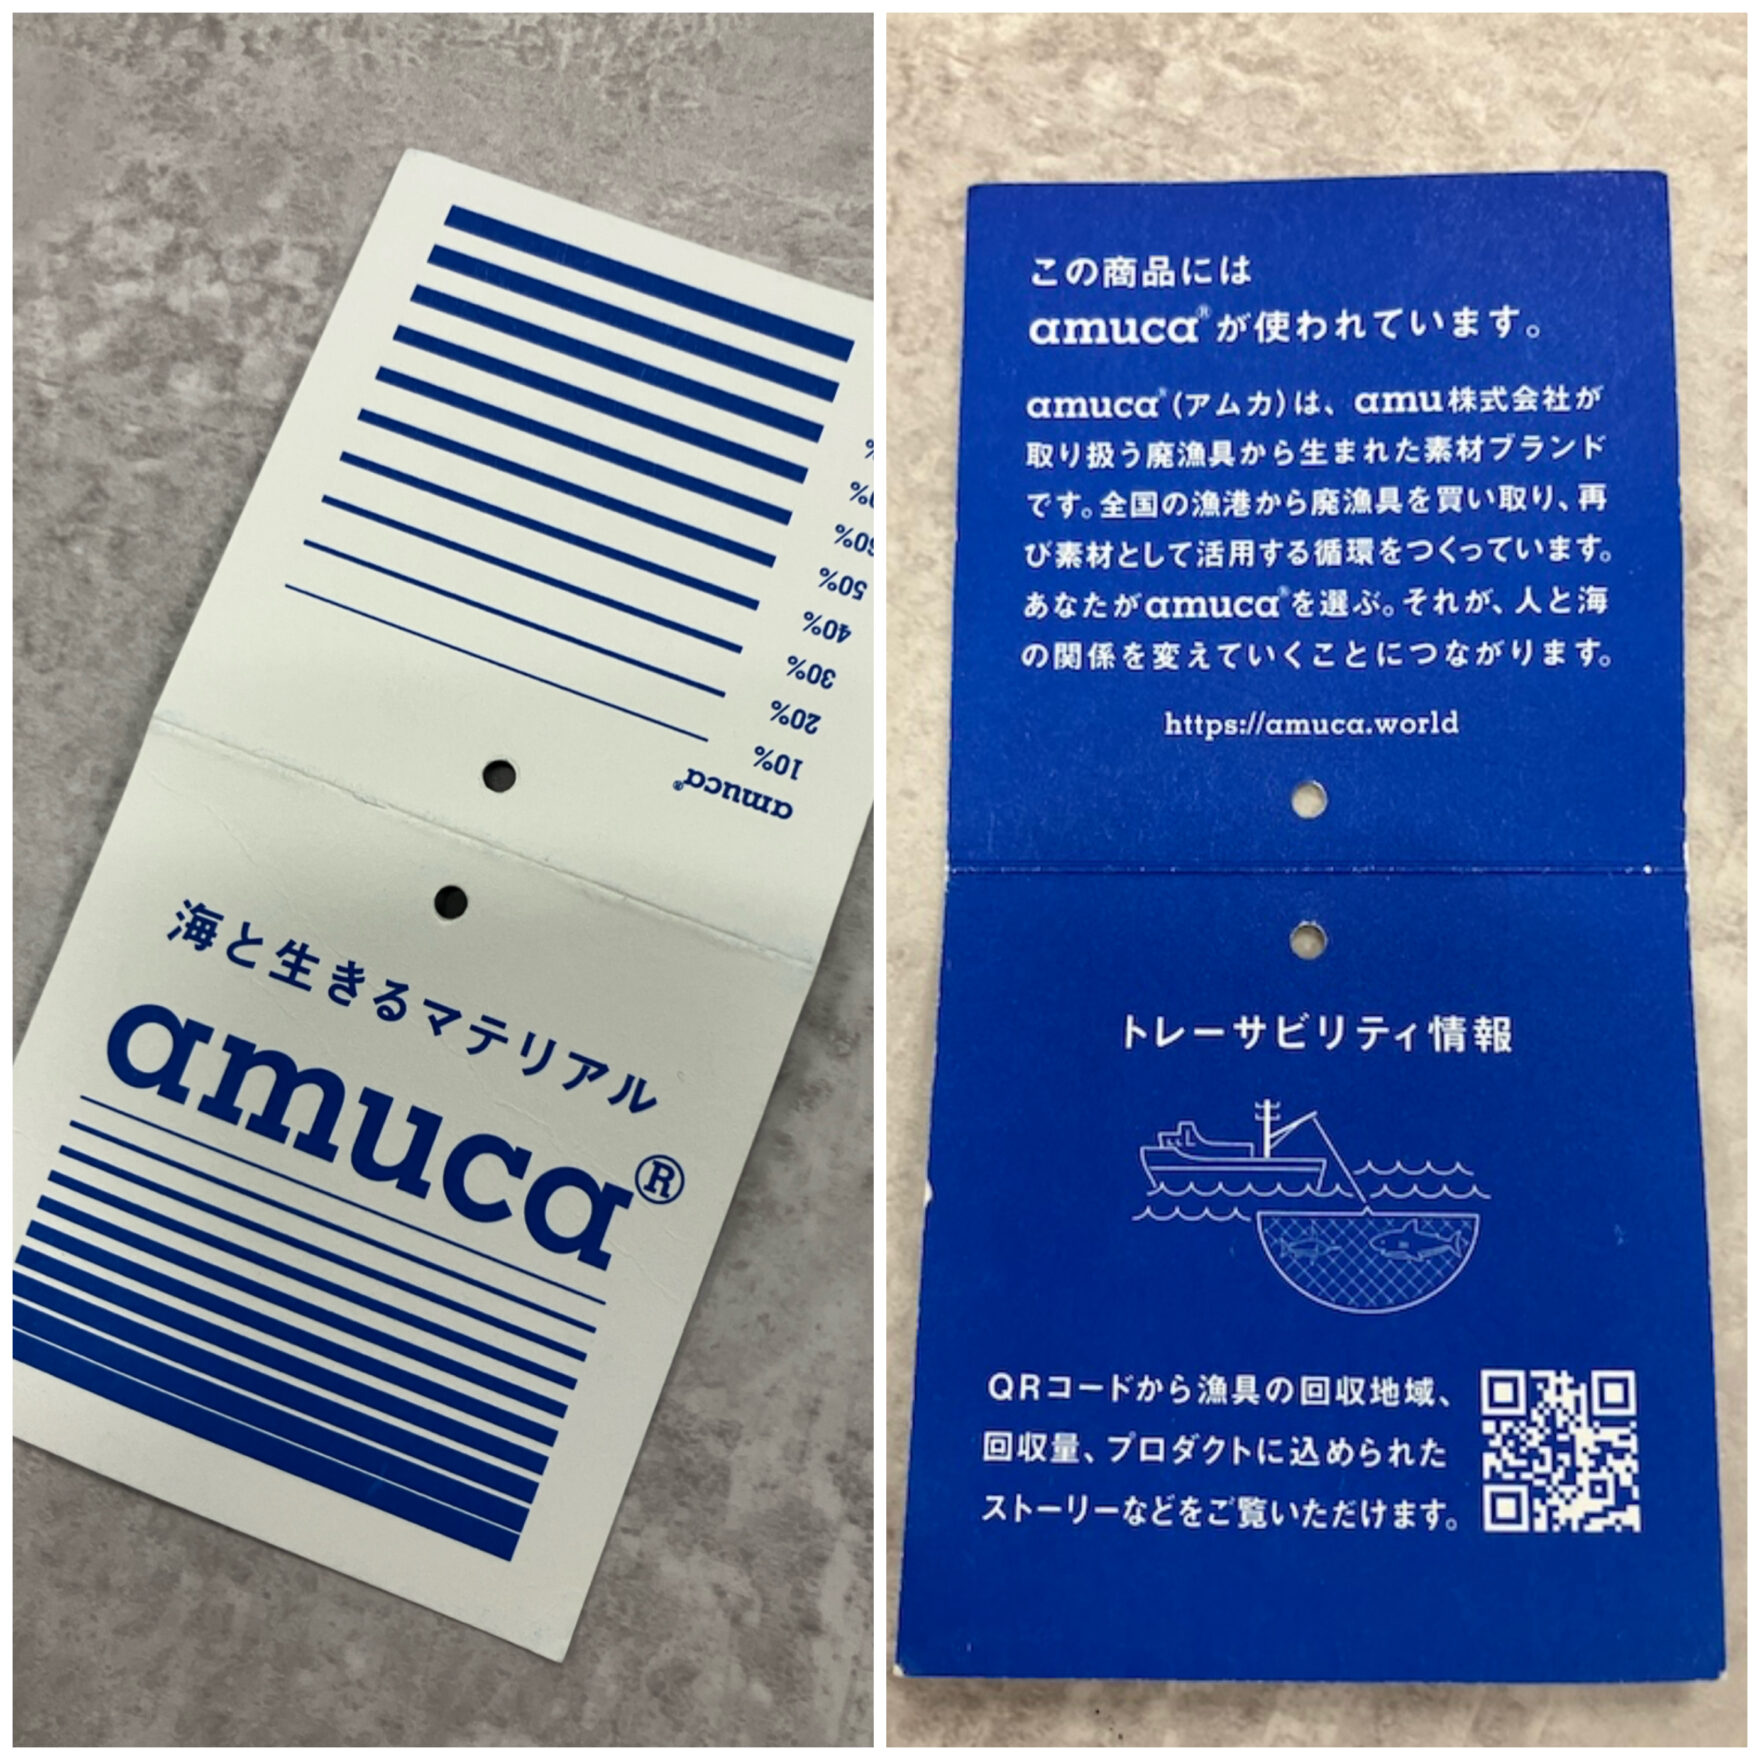 海と生きるマテリアル
amuca®
amuca®
10%
20%
30%
40%
50%
60%
この商品には
amuca®が使われています。
amuca®(アムカ)は、amu株式会社が
取り扱う廃漁具から生まれた素材ブランド
です。全国の漁港から廃漁具を買い取り、再
び素材として活用する循環をつくっています。
あなたがamuca®を選ぶ。それが、人と海
の関係を変えていくことにつながります。
https://amuca.world
トレーサビリティ情報
QRコードから漁具の回収地域、
回収量、プロダクトに込められた
ストーリーなどをご覧いただけます。